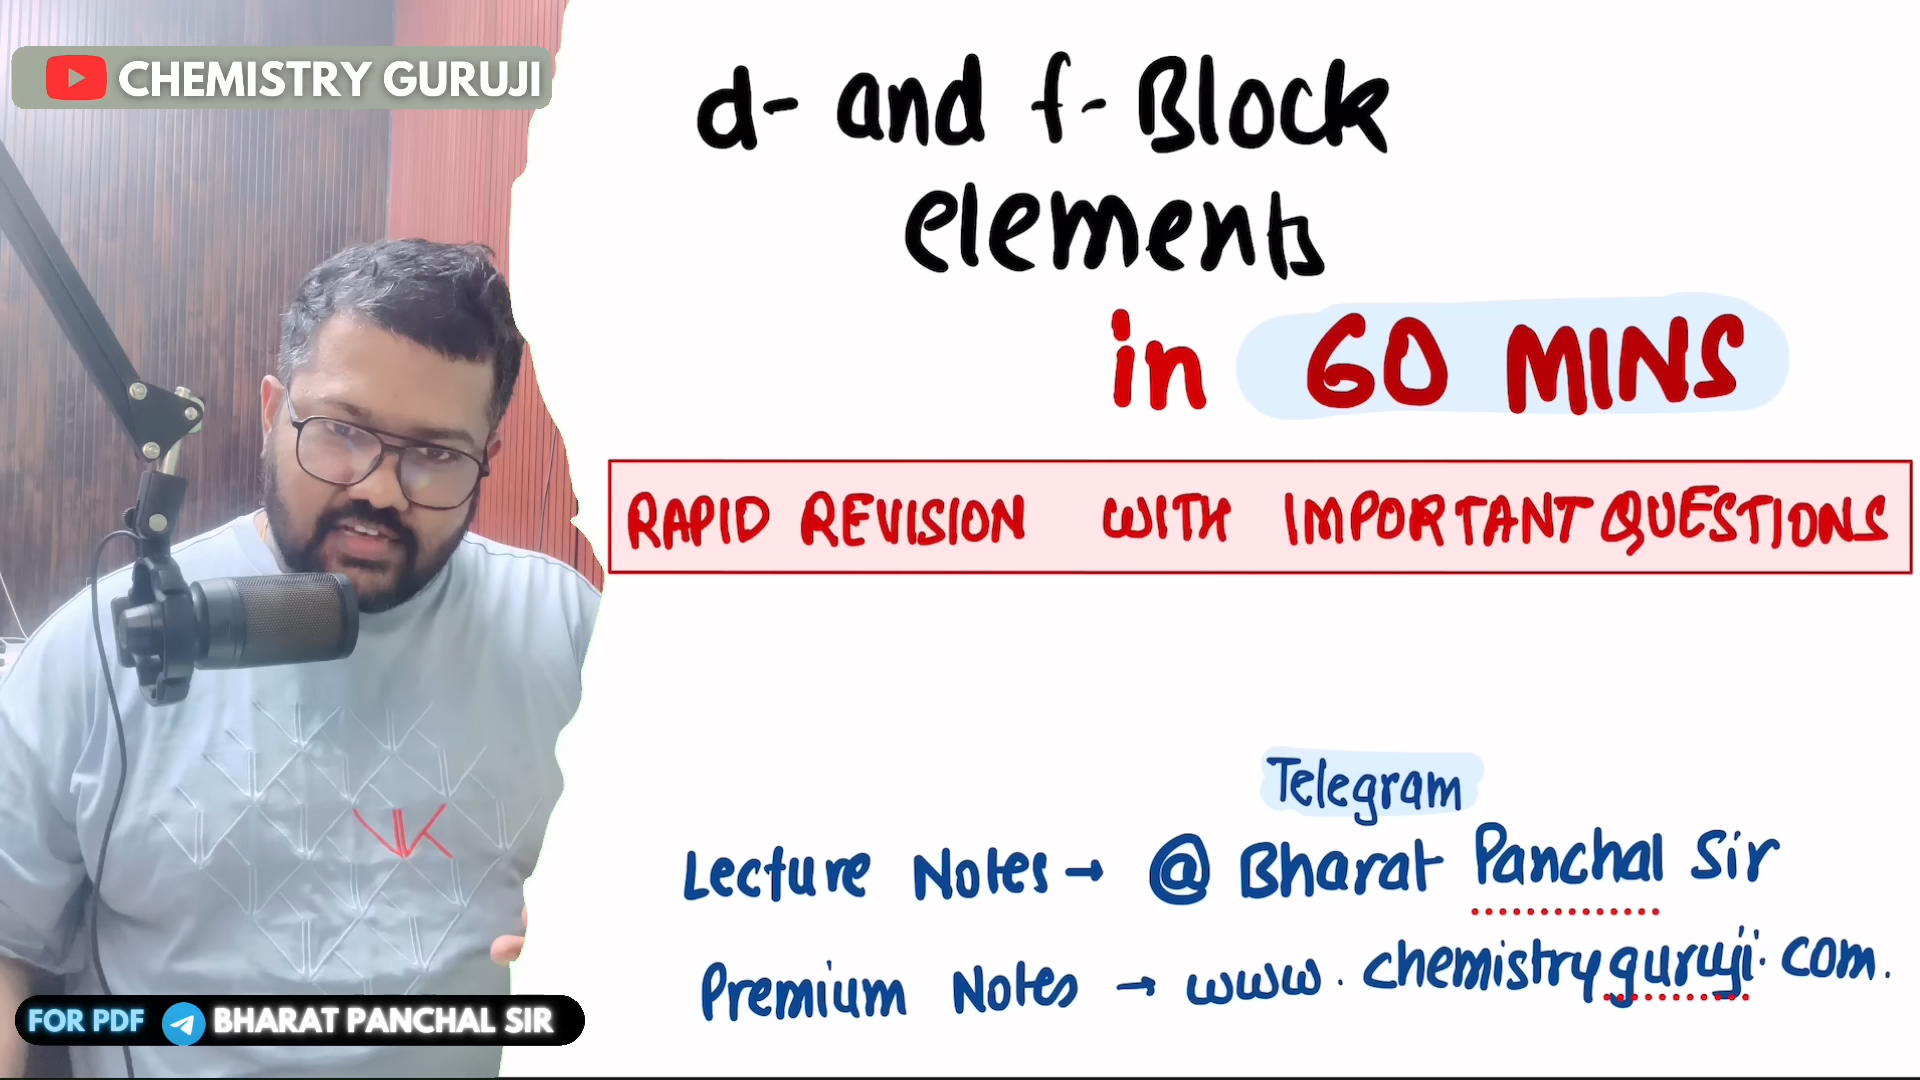 CHEMISTRY GURUJI
d- and f- Block
elements
in 60 MINS
RAPID REVISION WITH IMPORTANT QUESTIONS
Telegram
Lecture Notes → @ Bharat Panchal Sir
Premium Notes → www.chemistryguruji.com.
FOR PDF BHARAT PANCHAL SIR
VK